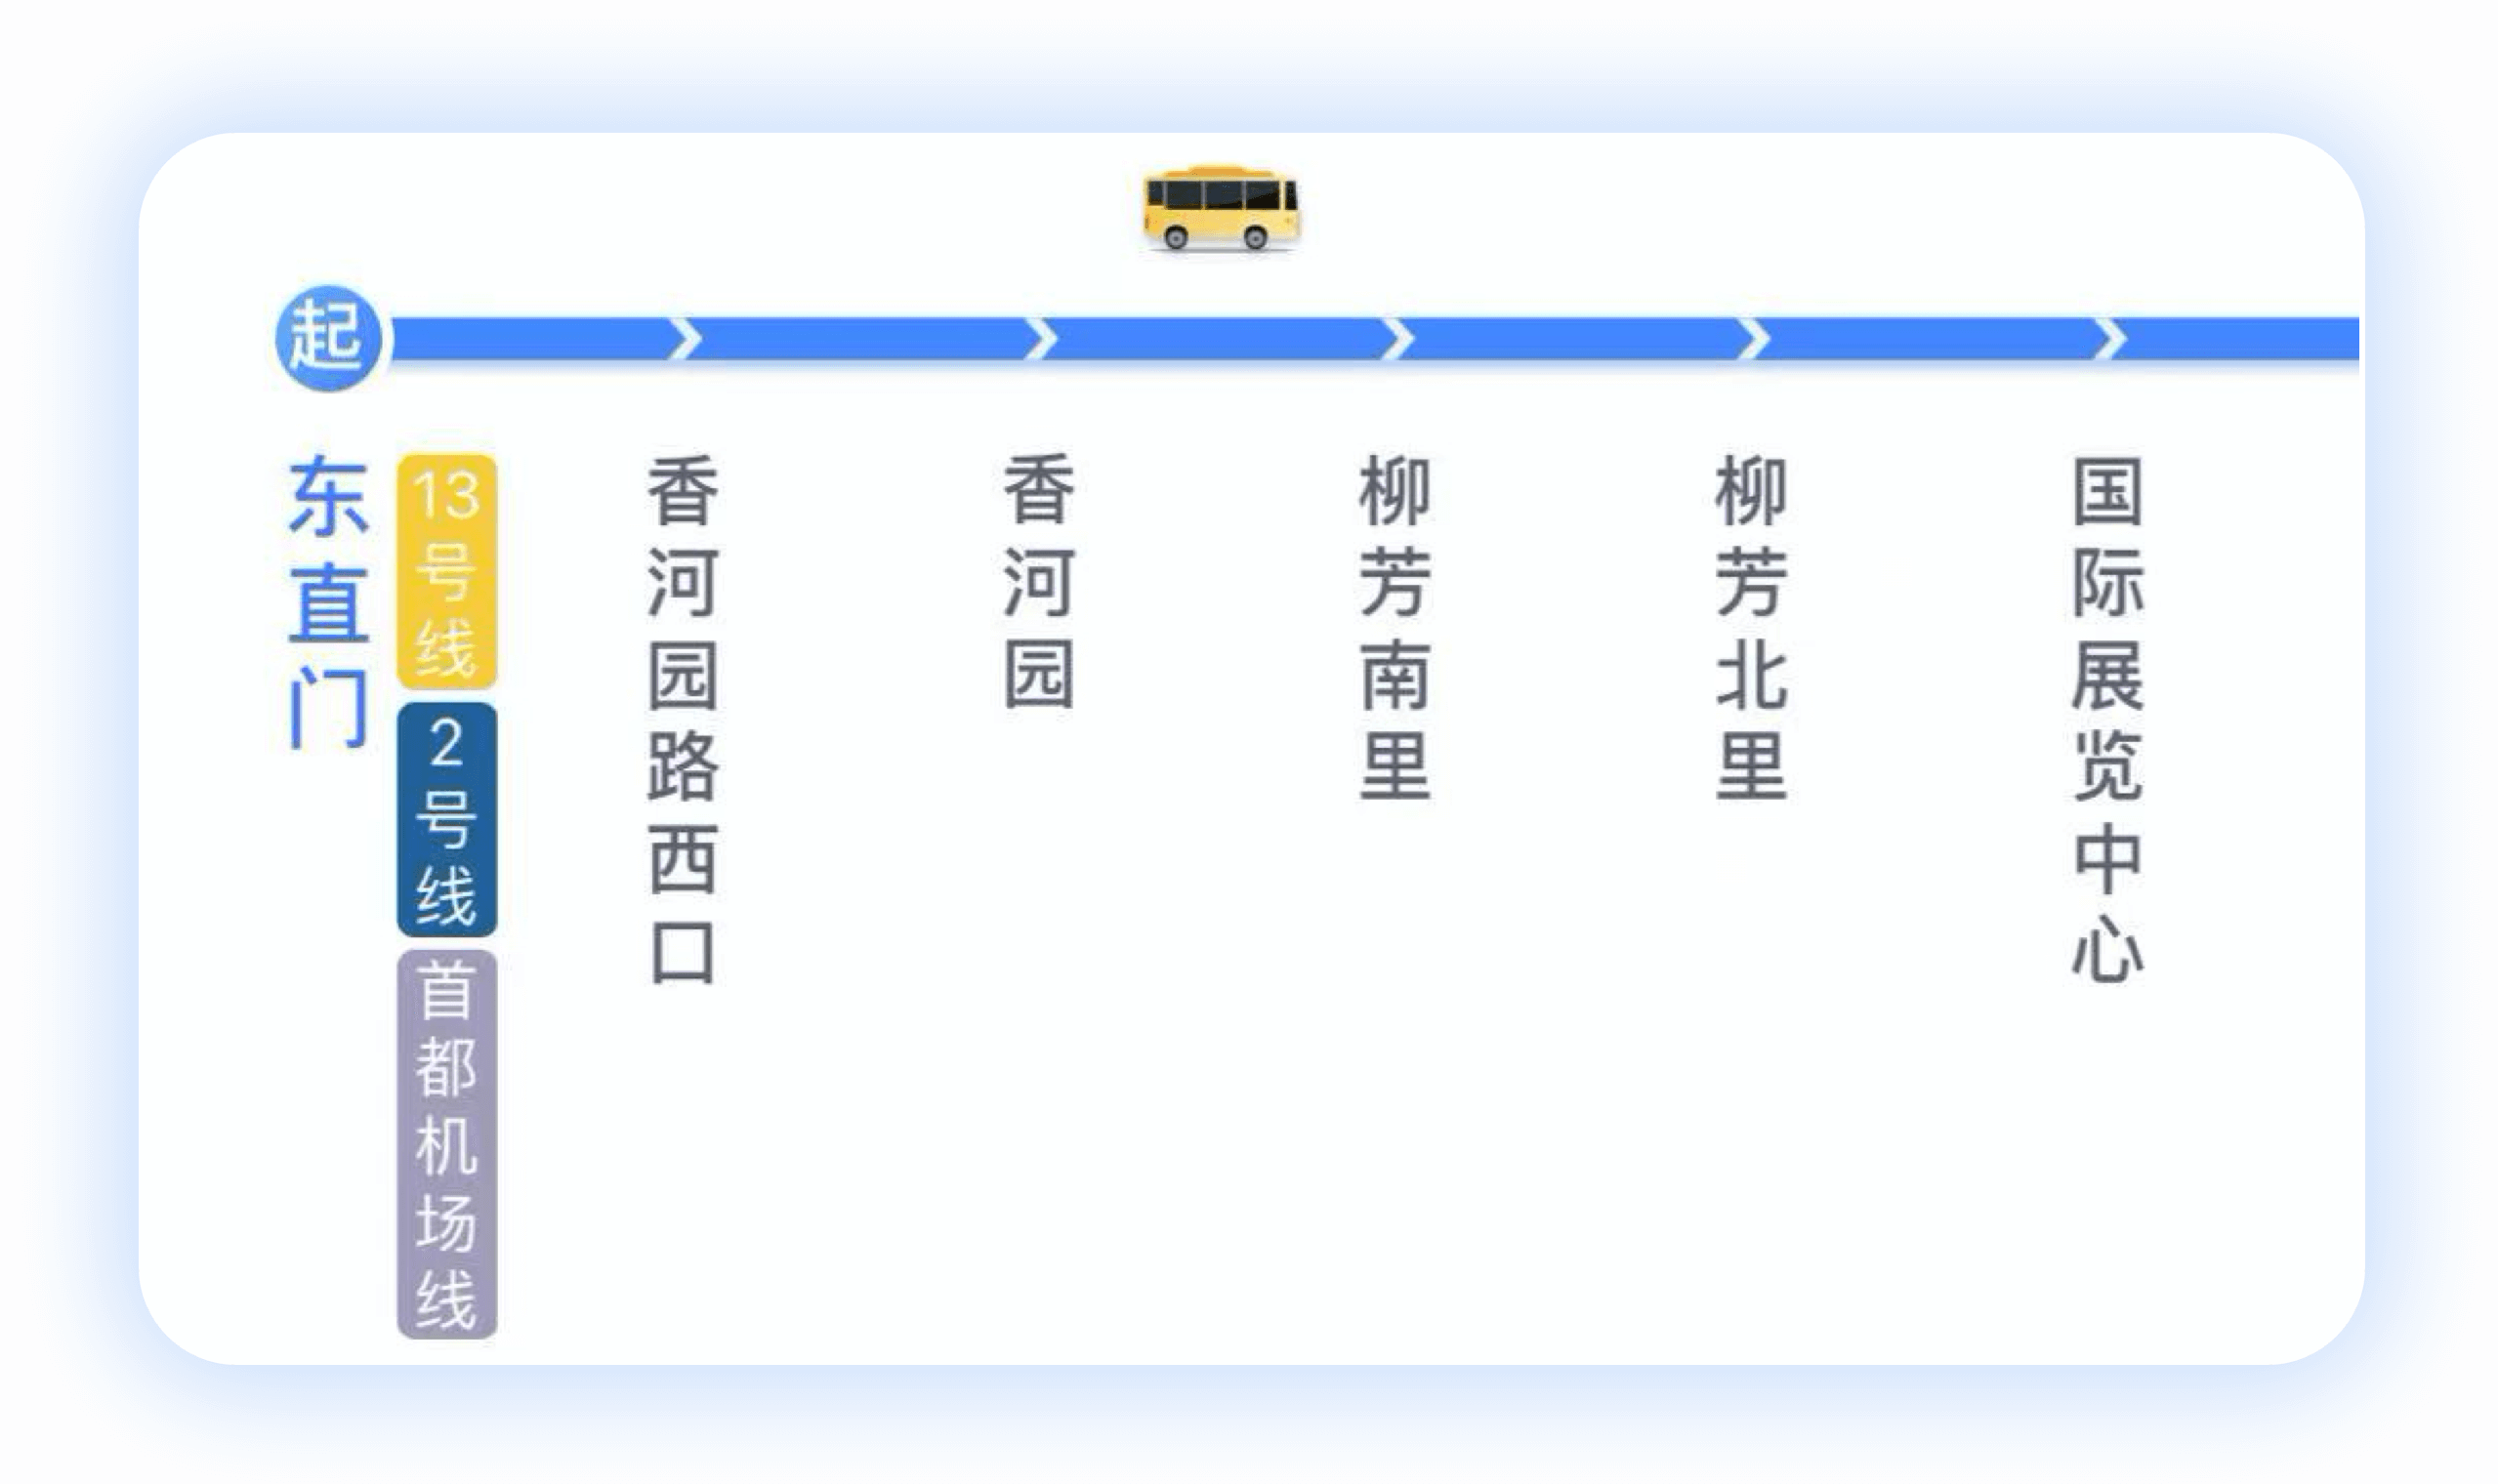 起
东直门
13号线
2号线
首都机场线
香河园路西口
香河园
柳芳南里
柳芳北里
国际展览中心